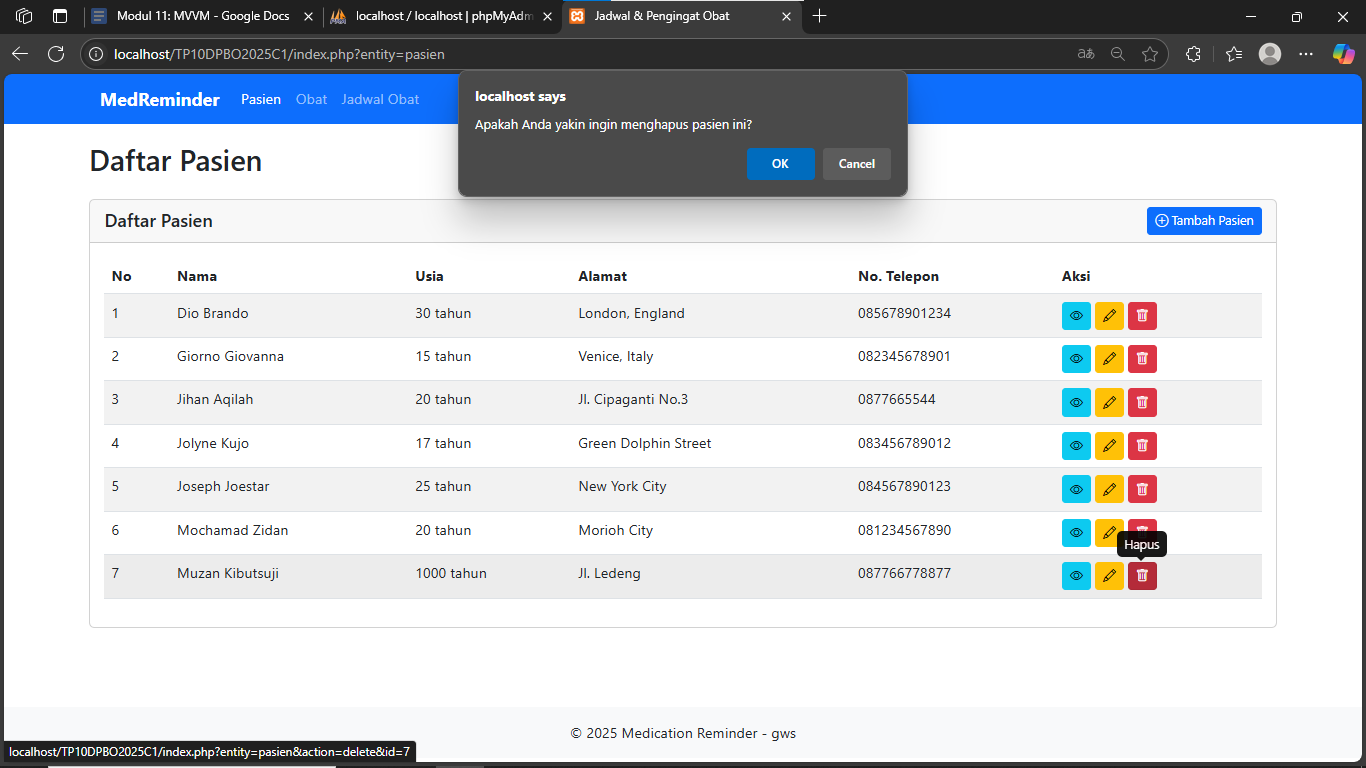 Modul 11: MVVM - Google Docs
localhost / localhost | phpMyAdm
Jadwal & Pengingat Obat
localhost/TP10DPBO2025C1/index.php?entity=pasien
MedReminder Pasien Obat Jadwal Obat
localhost says
Apakah Anda yakin ingin menghapus pasien ini?
OK Cancel
Daftar Pasien
Daftar Pasien
Tambah Pasien
No Nama Usia Alamat No. Telepon Aksi
1 Dio Brando 30 tahun London, England 085678901234
2 Giorno Giovanna 15 tahun Venice, Italy 082345678901
3 Jihan Aqilah 20 tahun Jl. Cipaganti No.3 0877665544
4 Jolyne Kujo 17 tahun Green Dolphin Street 083456789012
5 Joseph Joestar 25 tahun New York City 084567890123
6 Mochamad Zidan 20 tahun Morioh City 081234567890
Hapus
7 Muzan Kibutsuji 1000 tahun Jl. Ledeng 087766778877
© 2025 Medication Reminder - gws
localhost/TP10DPBO2025C1/index.php?entity=pasien&action=delete&id=7